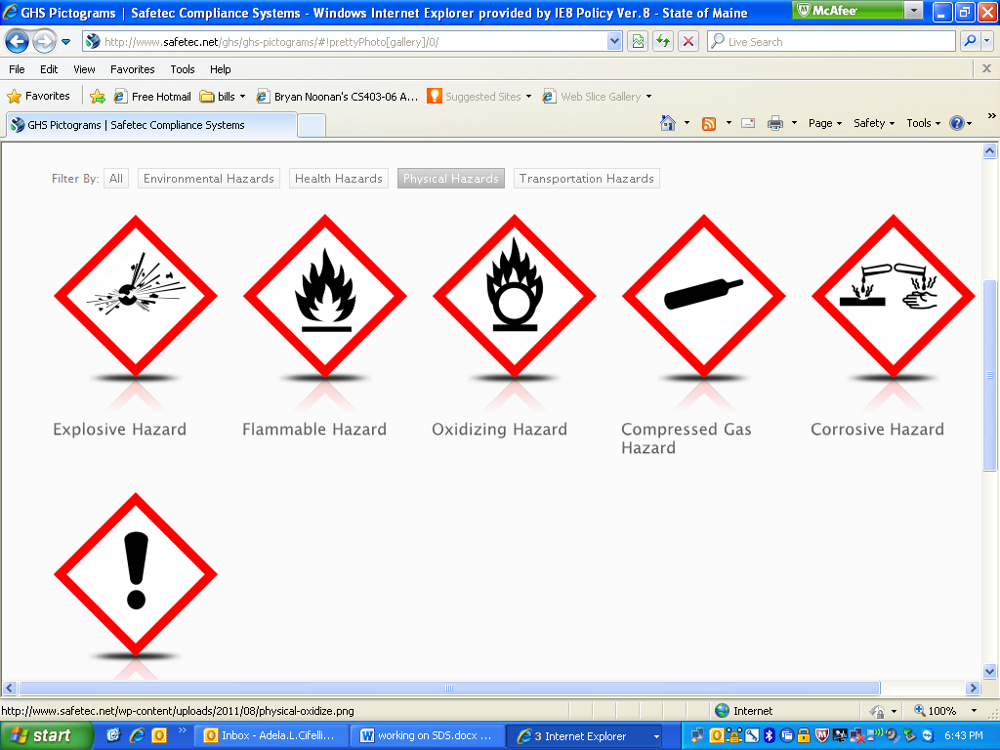 GHS Pictograms | Safetec Compliance Systems - Windows Internet Explorer provided by IE8 Policy Ver. 8 - State of Maine
McAfee
http://www.safetec.net/ghs/ghs-pictograms/#!prettyPhoto[gallery]/0/
Live Search
File Edit View Favorites Tools Help
Favorites Free Hotmail bills Bryan Noonan's CS403-06 A... Suggested Sites Web Slice Gallery
GHS Pictograms | Safetec Compliance Systems
Page Safety Tools
Filter By: All Environmental Hazards Health Hazards Physical Hazards Transportation Hazards
Explosive Hazard
Flammable Hazard
Oxidizing Hazard
Compressed Gas
Hazard
Corrosive Hazard
http://www.safetec.net/wp-content/uploads/2011/08/physical-oxidize.png
Internet
100%
start
Inbox - Adela.L.Cifelli...
working on SDS.docx ...
3 Internet Explorer
6:43 PM